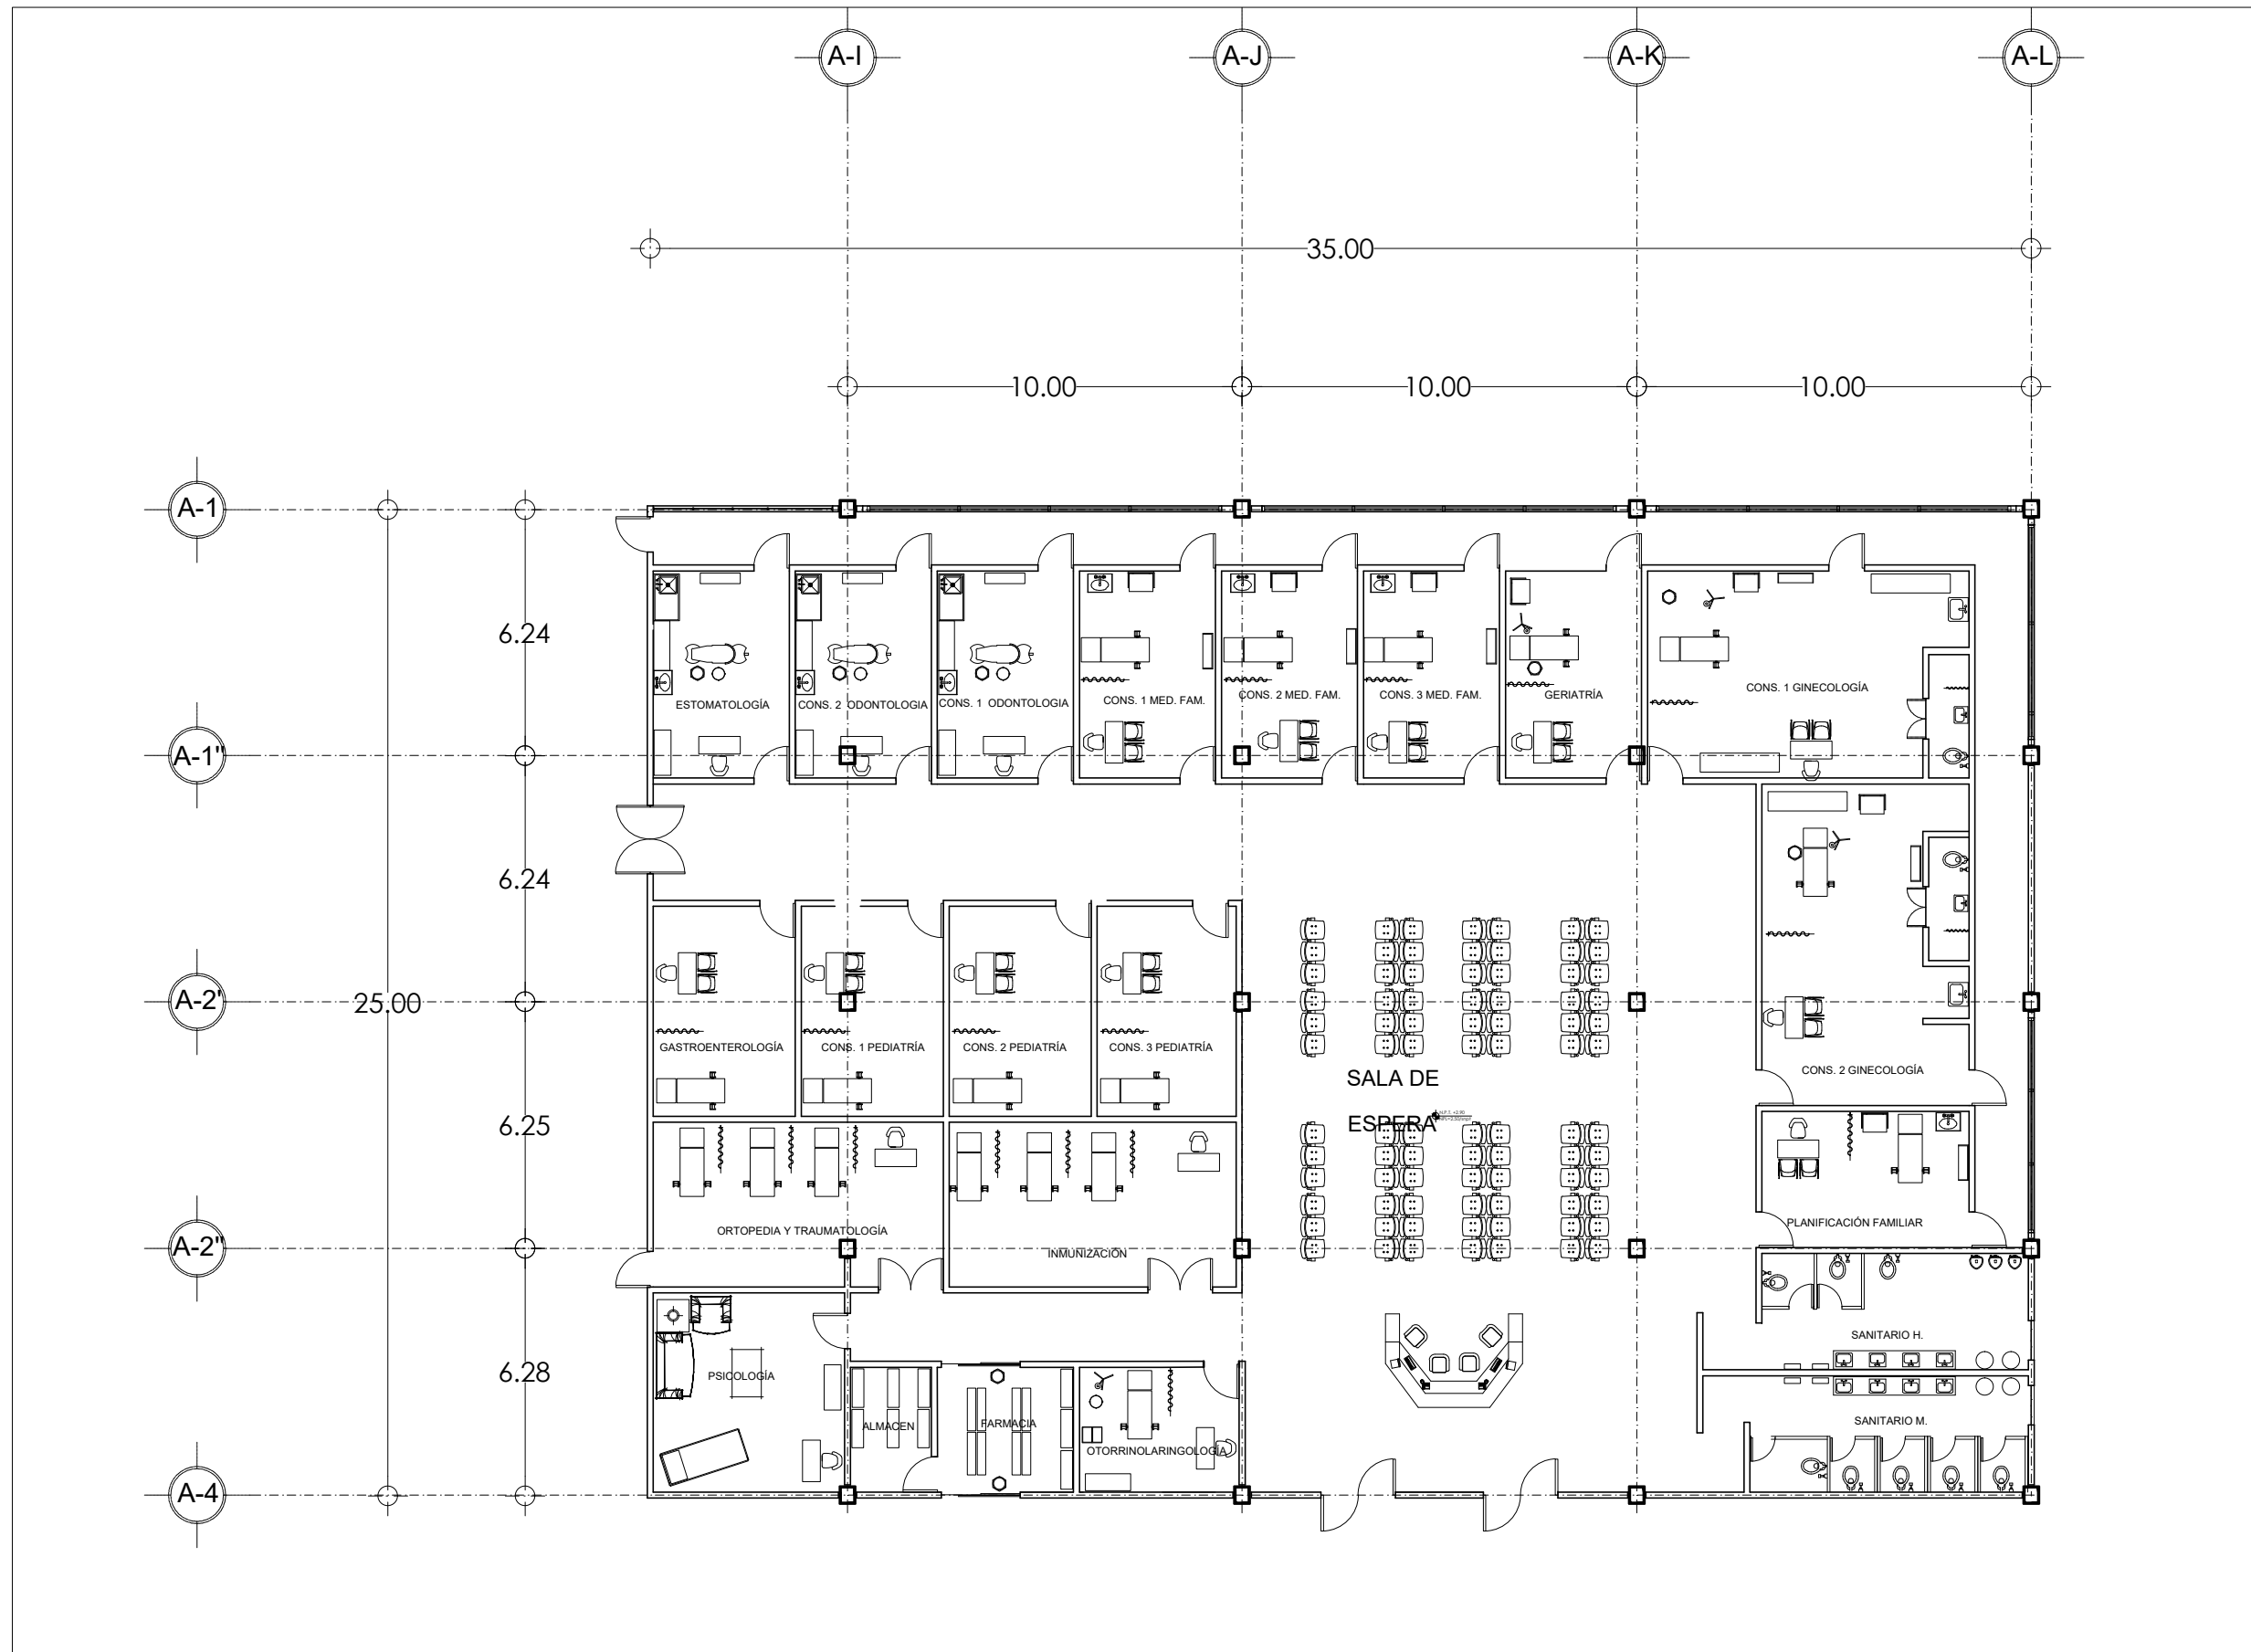 A-I
A-J
A-K
A-L
35.00
10.00
10.00
10.00
A-1
6.24
ESTOMATOLOGÍA
CONS. 2 ODONTOLOGIA
CONS. 1 ODONTOLOGIA
CONS. 1 MED. FAM.
CONS. 2 MED. FAM.
CONS. 3 MED. FAM.
GERIATRÍA
CONS. 1 GINECOLOGÍA
A-1"
6.24
A-2'
25.00
GASTROENTEROLOGÍA
CONS. 1 PEDIATRÍA
CONS. 2 PEDIATRÍA
CONS. 3 PEDIATRÍA
SALA DE
ESPERA
CONS. 2 GINECOLOGÍA
6.25
ORTOPEDIA Y TRAUMATOLOGÍA
INMUNIZACIÓN
PLANIFICACIÓN FAMILIAR
A-2"
SANITARIO H.
6.28
PSICOLOGÍA
ALMACEN
FARMACIA
OTORRINOLARINGOLOGÍA
SANITARIO M.
A-4